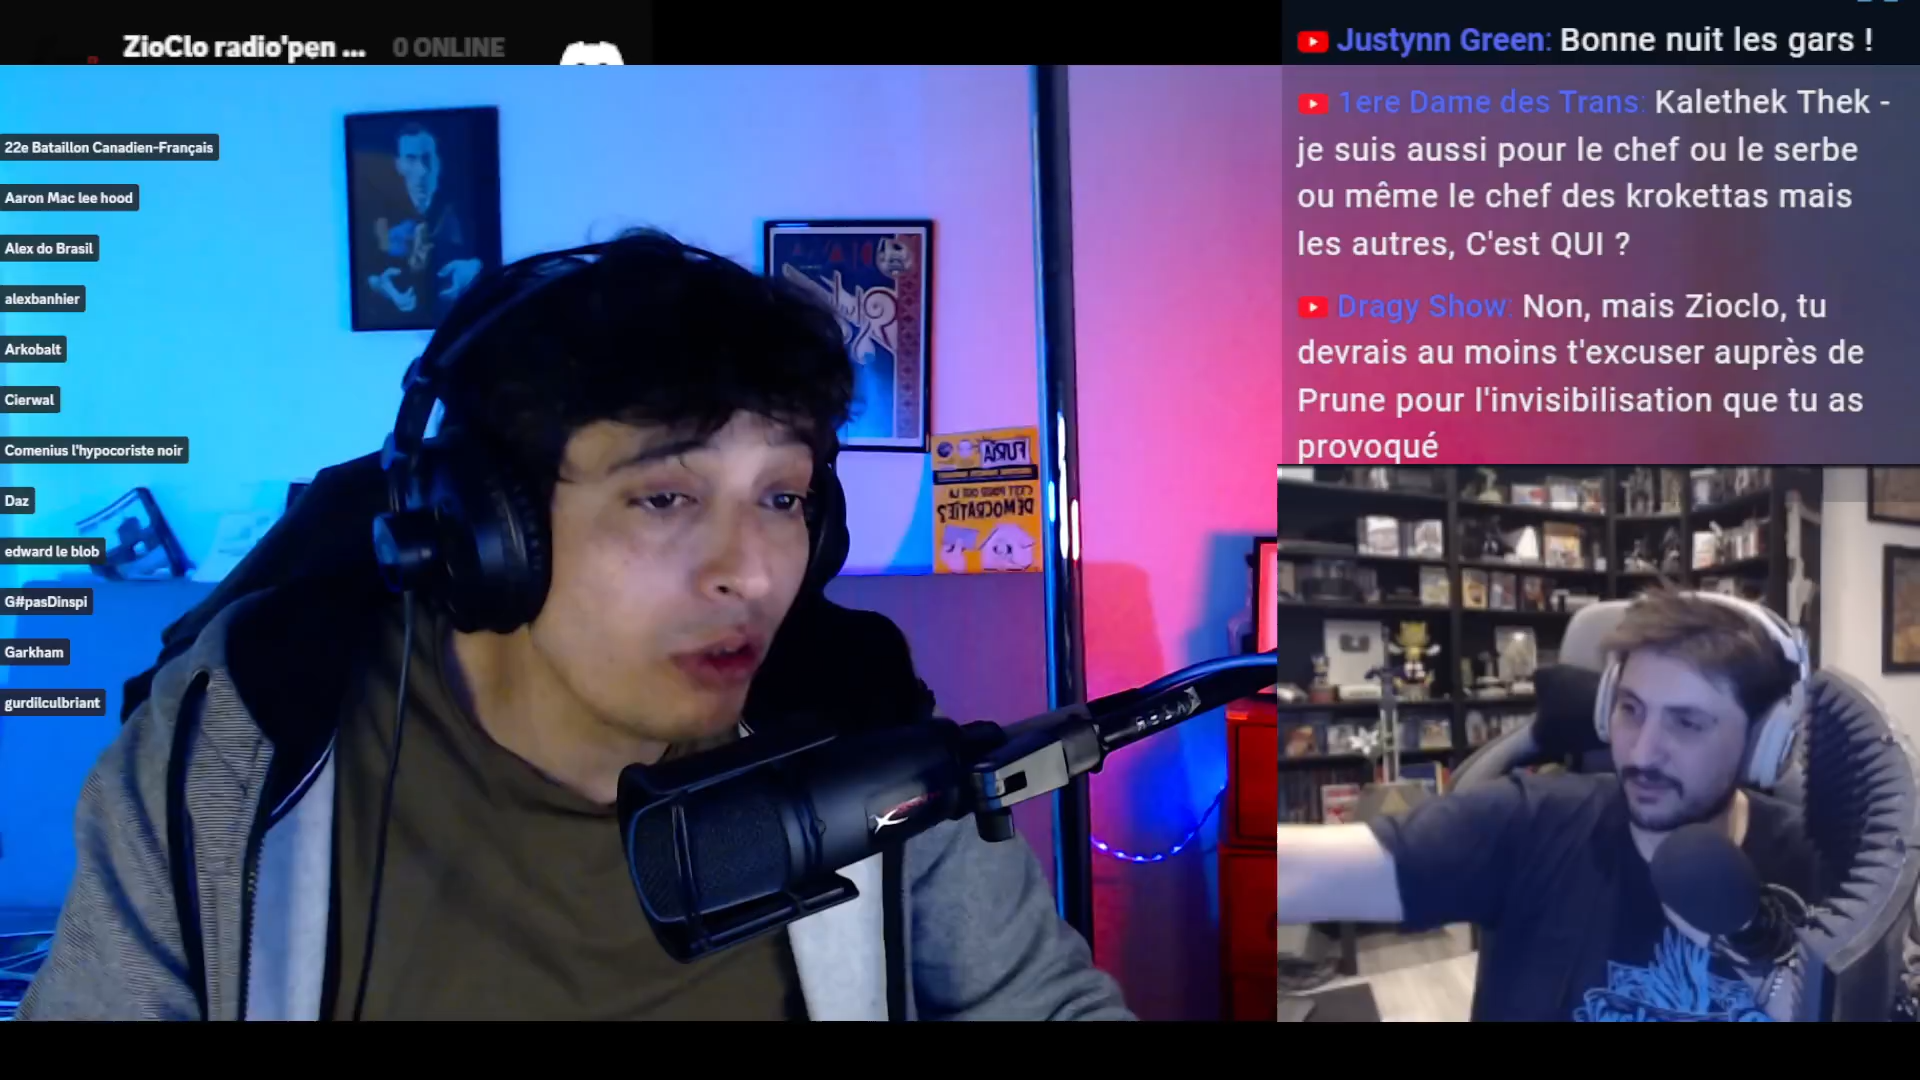 ZioClo radio'pen ... 0 ONLINE
22e Bataillon Canadien-Français
Aaron Mac lee hood
Alex do Brasil
alexbanhier
Arkobalt
Cierwal
Comenius l'hypocoriste noir
Daz
edward le blob
G#pasDinspi
Garkham
gurdilculbriant
FURIA
DÉMOCRATIE?
Justynn Green: Bonne nuit les gars !
1ere Dame des Trans: Kalethek Thek -
je suis aussi pour le chef ou le serbe
ou même le chef des krokettas mais
les autres, C'est QUI ?
Dragy Show: Non, mais Zioclo, tu
devrais au moins t'excuser auprès de
Prune pour l'invisibilisation que tu as
provoqué